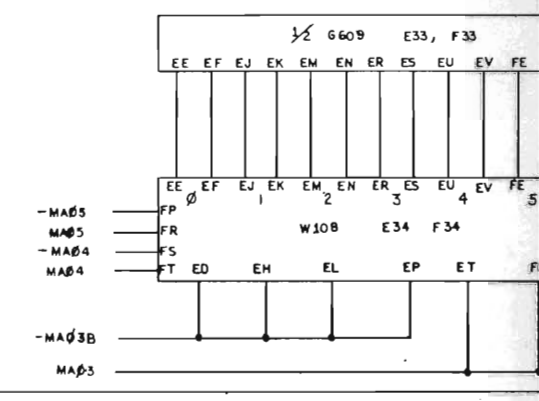 1/2 G609 E33, F33
EE EF EJ EK EM EN ER ES EU EV FE
EE EF EJ EK EM EN ER ES EU EV FE
Ø 1 2 3 4 5
-MAØ5 FP
MAØ5 FR W108 E34 F34
-MAØ4 FS
MAØ4 FT ED EH EL EP ET
-MAØ3B
MAØ3